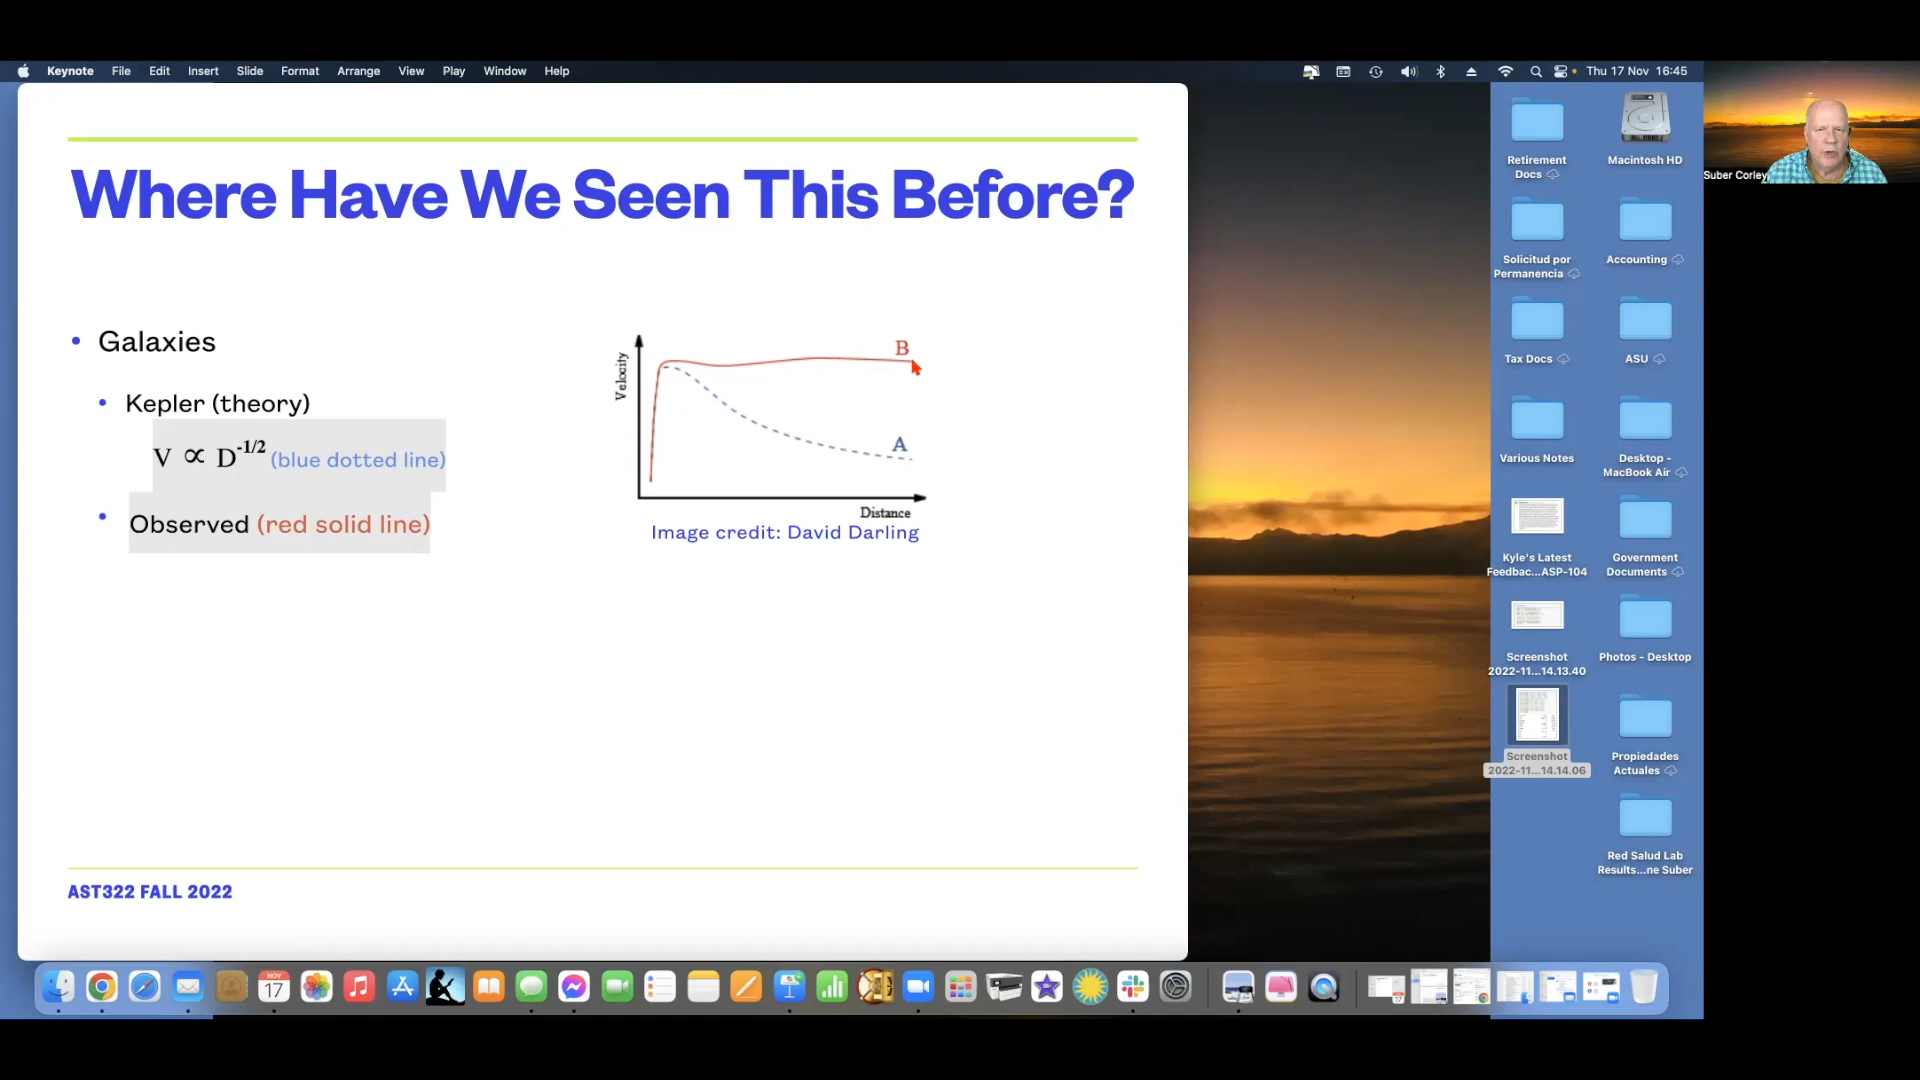 Keynote File Edit Insert Slide Format Arrange View Play Window Help
Thu 17 Nov 16:45
Where Have We Seen This Before?
• Galaxies
• Kepler (theory)
V ∝ D-1/2 (blue dotted line)
• Observed (red solid line)
Velocity
B
A
Distance
Image credit: David Darling
AST322 FALL 2022
Retirement
Docs
Macintosh HD
Solicitud por
Permanencia
Accounting
Tax Docs
ASU
Various Notes
Desktop -
MacBook Air
Kyle's Latest
Feedbac...ASP-104
Government
Documents
Screenshot
2022-11...14.13.40
Photos - Desktop
Screenshot
2022-11...14.14.06
Propiedades
Actuales
Red Salud Lab
Results...ne Suber
Suber Corley
NOV
17